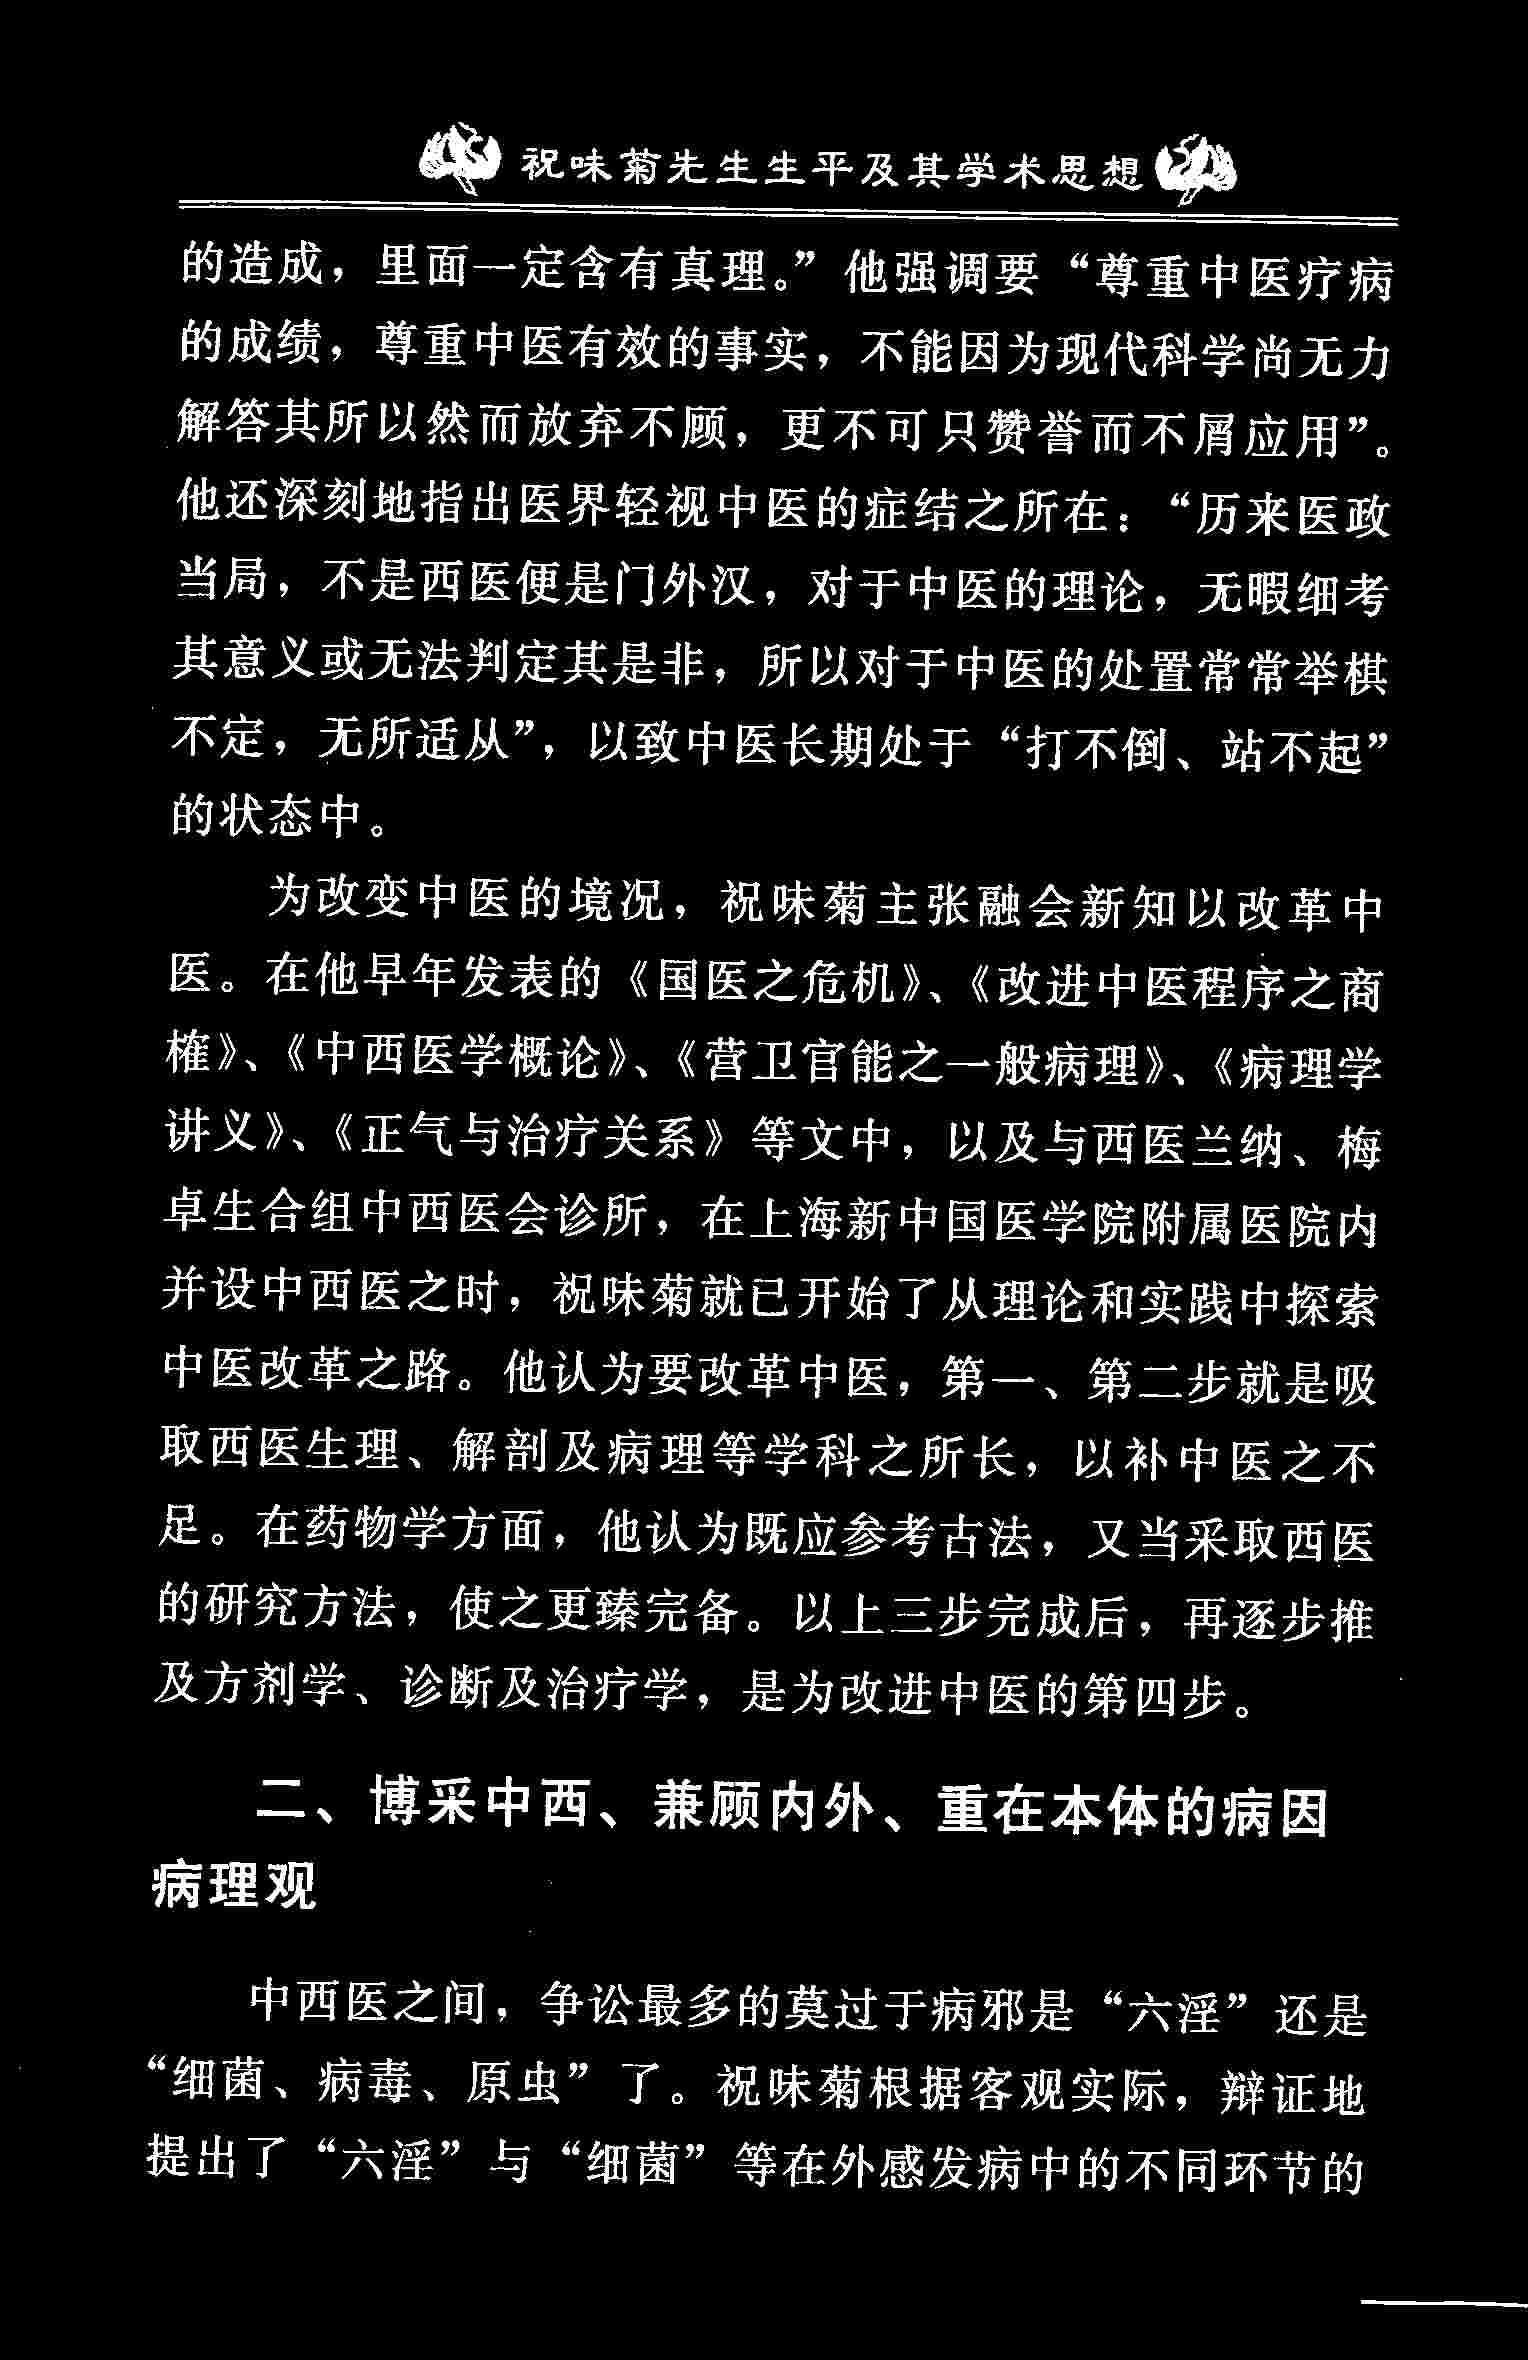 祝味菊先生生平及其学术思想
的造成，里面一定含有真理。”他强调要“尊重中医疗病
的成绩，尊重中医有效的事实，不能因为现代科学尚无力
解答其所以然而放弃不顾，更不可只赞誉而不屑应用”。
他还深刻地指出医界轻视中医的症结之所在：“历来医政
当局，不是西医便是门外汉，对于中医的理论，无暇细考
其意义或无法判定其是非，所以对于中医的处置常常举棋
不定，无所适从”，以致中医长期处于“打不倒、站不起”
的状态中。
为改变中医的境况，祝味菊主张融会新知以改革中
医。在他早年发表的《国医之危机》、《改进中医程序之商
榷》、《中西医学概论》、《营卫官能之一般病理》、《病理学
讲义》、《正气与治疗关系》等文中，以及与西医兰纳、梅
卓生合组中西医会诊所，在上海新中国医学院附属医院内
并设中西医之时，祝味菊就已开始了从理论和实践中探索
中医改革之路。他认为要改革中医，第一、第二步就是吸
取西医生理、解剖及病理等学科之所长，以补中医之不
足。在药物学方面，他认为既应参考古法，又当采取西医
的研究方法，使之更臻完备。以上三步完成后，再逐步推
及方剂学、诊断及治疗学，是为改进中医的第四步。
二、博采中西、兼顾内外、重在本体的病因
病理观
中西医之间，争讼最多的莫过于病邪是“六淫”还是
“细菌、病毒、原虫”了。祝味菊根据客观实际，辩证地
提出了“六淫”与“细菌”等在外感发病中的不同环节的